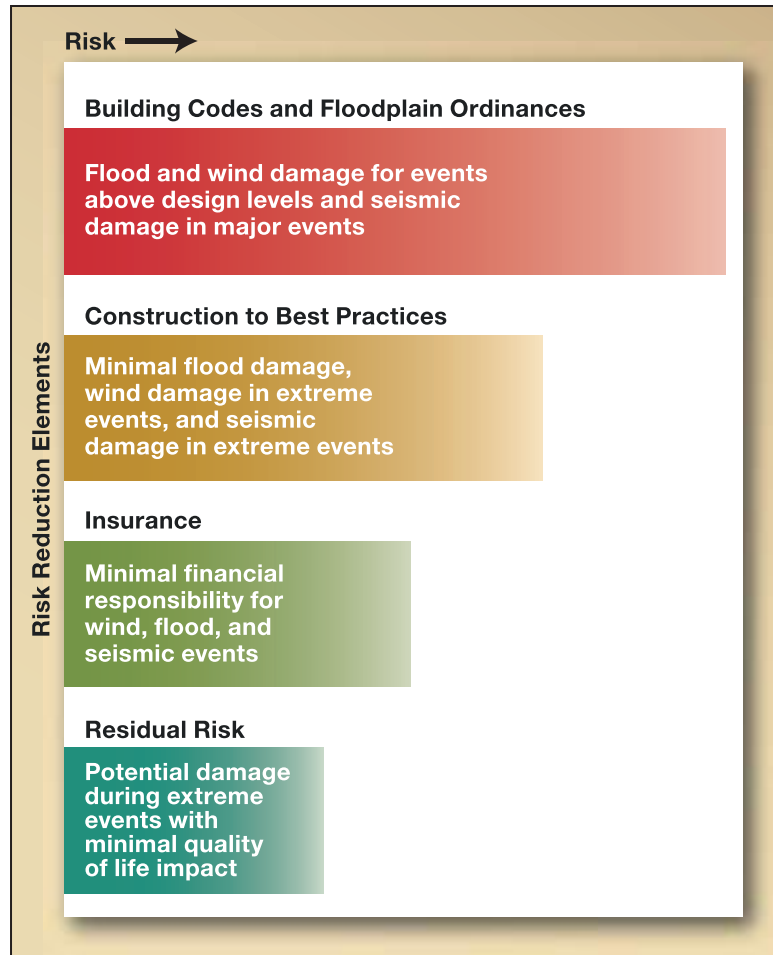 Risk
Building Codes and Floodplain Ordinances
Flood and wind damage for events
above design levels and seismic
damage in major events
Construction to Best Practices
Minimal flood damage,
wind damage in extreme
events, and seismic
damage in extreme events
Insurance
Minimal financial
responsibility for
wind, flood, and
seismic events
Residual Risk
Potential damage
during extreme
events with
minimal quality
of life impact
Risk Reduction Elements